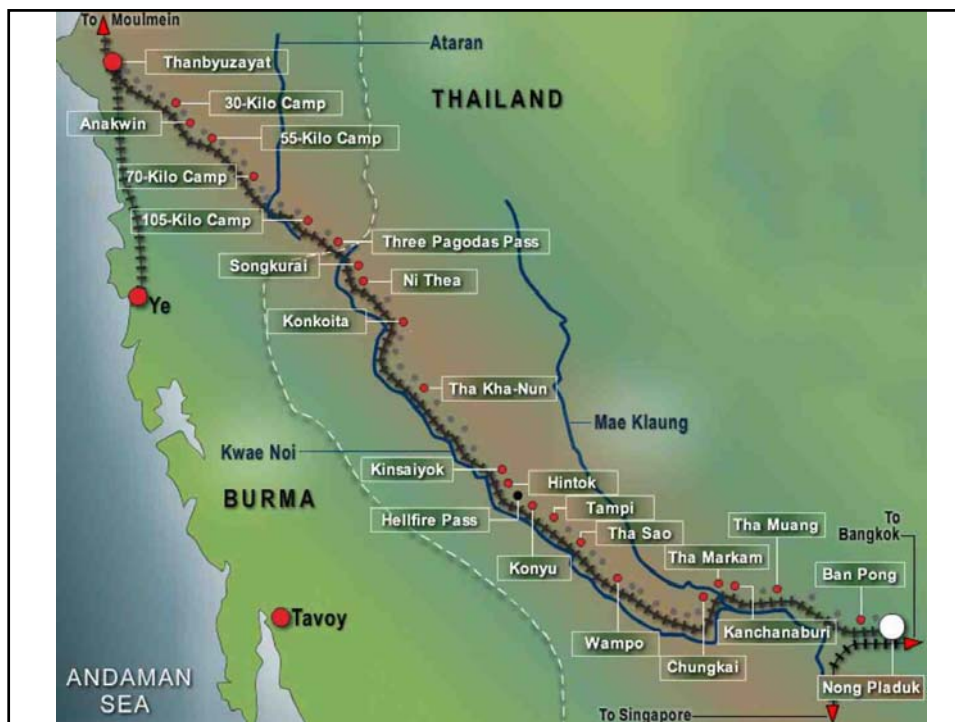 To Moulmein
Ataran
Thanbyuzayat
THAILAND
30-Kilo Camp
Anakwin
55-Kilo Camp
70-Kilo Camp
105-Kilo Camp
Three Pagodas Pass
Songkurai
Ni Thea
Ye
Konkoita
Tha Kha-Nun
Mae Klaung
Kwae Noi
Kinsaiyok
Hintok
BURMA
Tampi
Hellfire Pass
Tha Muang
To
Bangkok
Tha Sao
Konyu
Tha Markam
Ban Pong
Tavoy
Kanchanaburi
Wampo
Chungkai
ANDAMAN
SEA
Nong Pladuk
To Singapore